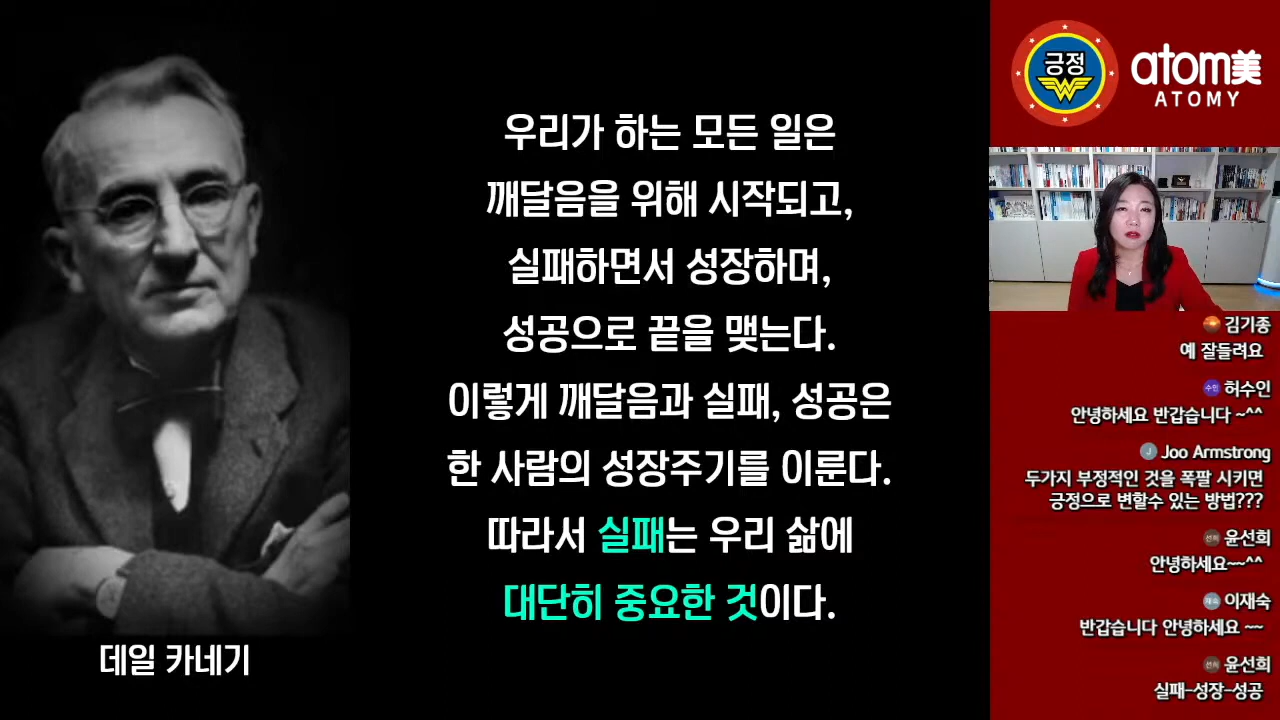 우리가 하는 모든 일은
깨달음을 위해 시작되고,
실패하면서 성장하며,
성공으로 끝을 맺는다.
이렇게 깨달음과 실패, 성공은
한 사람의 성장주기를 이룬다.
따라서 실패는 우리 삶에
대단히 중요한 것이다.
데일 카네기
긍정
atom美
ATOMY
김기종
예 잘들려요
수인 허수인
안녕하세요 반갑습니다 ~^^
J Joo Armstrong
두가지 부정적인 것을 폭팔 시키면
긍정으로 변할수 있는 방법???
선희 윤선희
안녕하세요~~^^
재숙 이재숙
반갑습니다 안녕하세요 ~~
선희 윤선희
실패-성장-성공